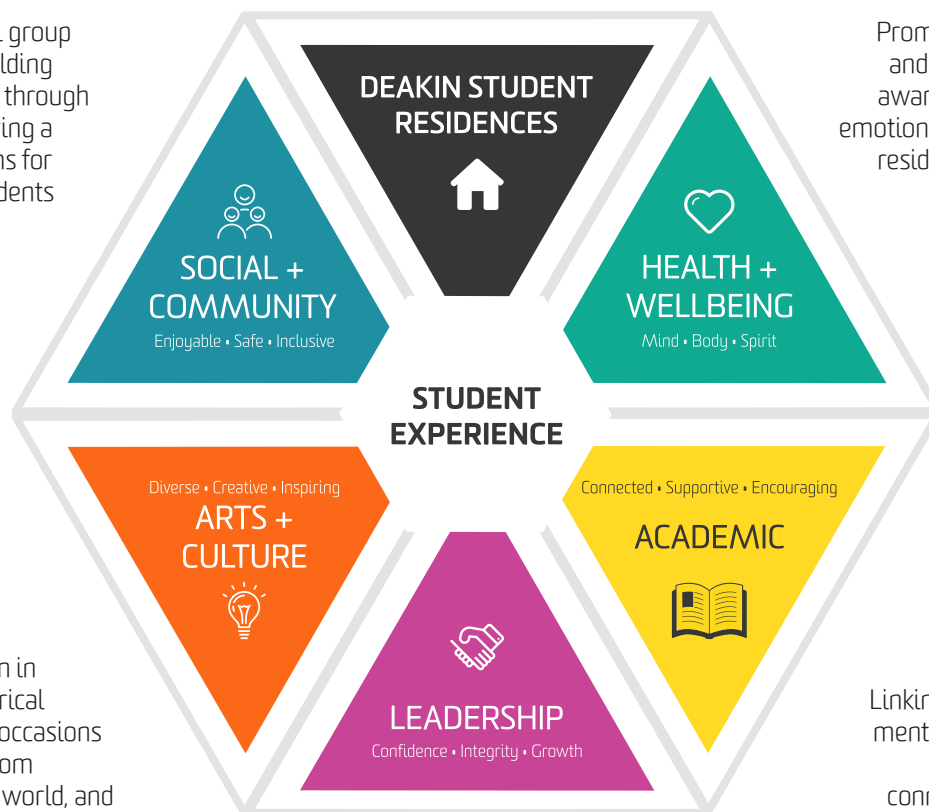 group
lding
through
ing a
ns for
dents
DEAKIN STUDENT
RESIDENCES
Prom
and
awar
emotion
resid
SOCIAL +
COMMUNITY
Enjoyable • Safe • Inclusive
HEALTH +
WELLBEING
Mind • Body • Spirit
STUDENT
EXPERIENCE
Diverse • Creative • Inspiring
ARTS +
CULTURE
Connected • Supportive • Encouraging
ACADEMIC
LEADERSHIP
Confidence • Integrity • Growth
n in
rical
occasions
om
world, and
Linkin
ment
conn